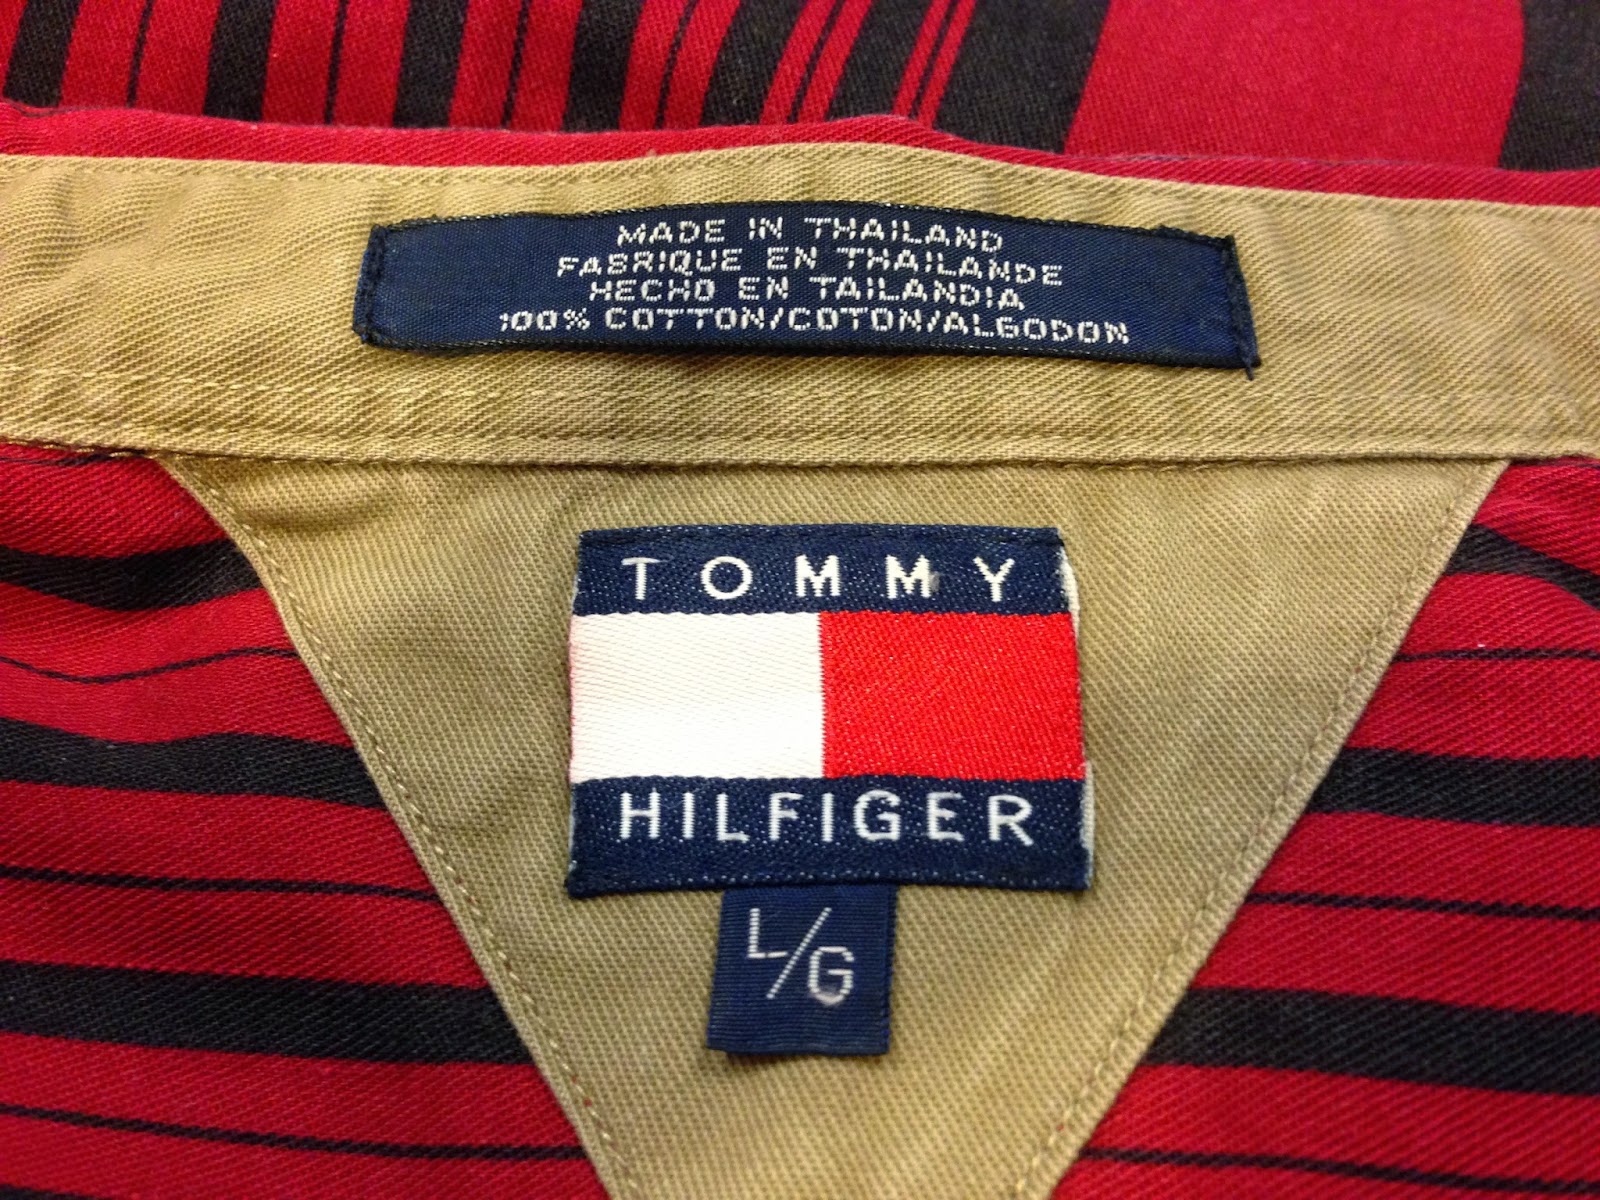 MADE IN THAILAND
FABRIQUE EN THAILANDE
HECHO EN TAILANDIA
100% COTTON/COTON/ALGODON
TOMMY
HILFIGER
L/G